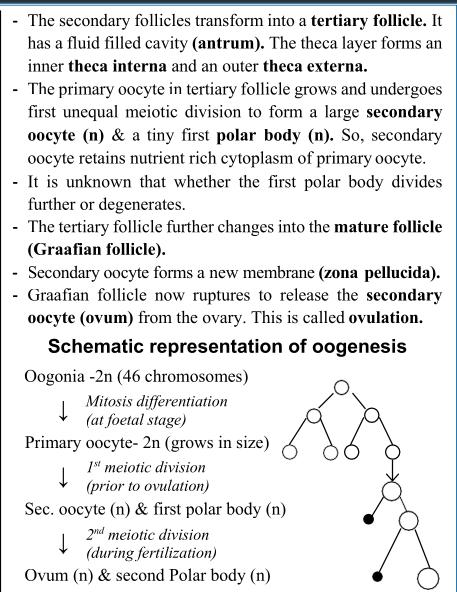 - The secondary follicles transform into a tertiary follicle. It
has a fluid filled cavity (antrum). The theca layer forms an
inner theca interna and an outer theca externa.
- The primary oocyte in tertiary follicle grows and undergoes
first unequal meiotic division to form a large secondary
oocyte (n) & a tiny first polar body (n). So, secondary
oocyte retains nutrient rich cytoplasm of primary oocyte.
- It is unknown that whether the first polar body divides
further or degenerates.
- The tertiary follicle further changes into the mature follicle
(Graafian follicle).
- Secondary oocyte forms a new membrane (zona pellucida).
- Graafian follicle now ruptures to release the secondary
oocyte (ovum) from the ovary. This is called ovulation.
Schematic representation of oogenesis
Oogonia -2n (46 chromosomes)
Mitosis differentiation
(at foetal stage)
Primary oocyte- 2n (grows in size)
1st meiotic division
(prior to ovulation)
Sec. oocyte (n) & first polar body (n)
2nd meiotic division
(during fertilization)
Ovum (n) & second Polar body (n)